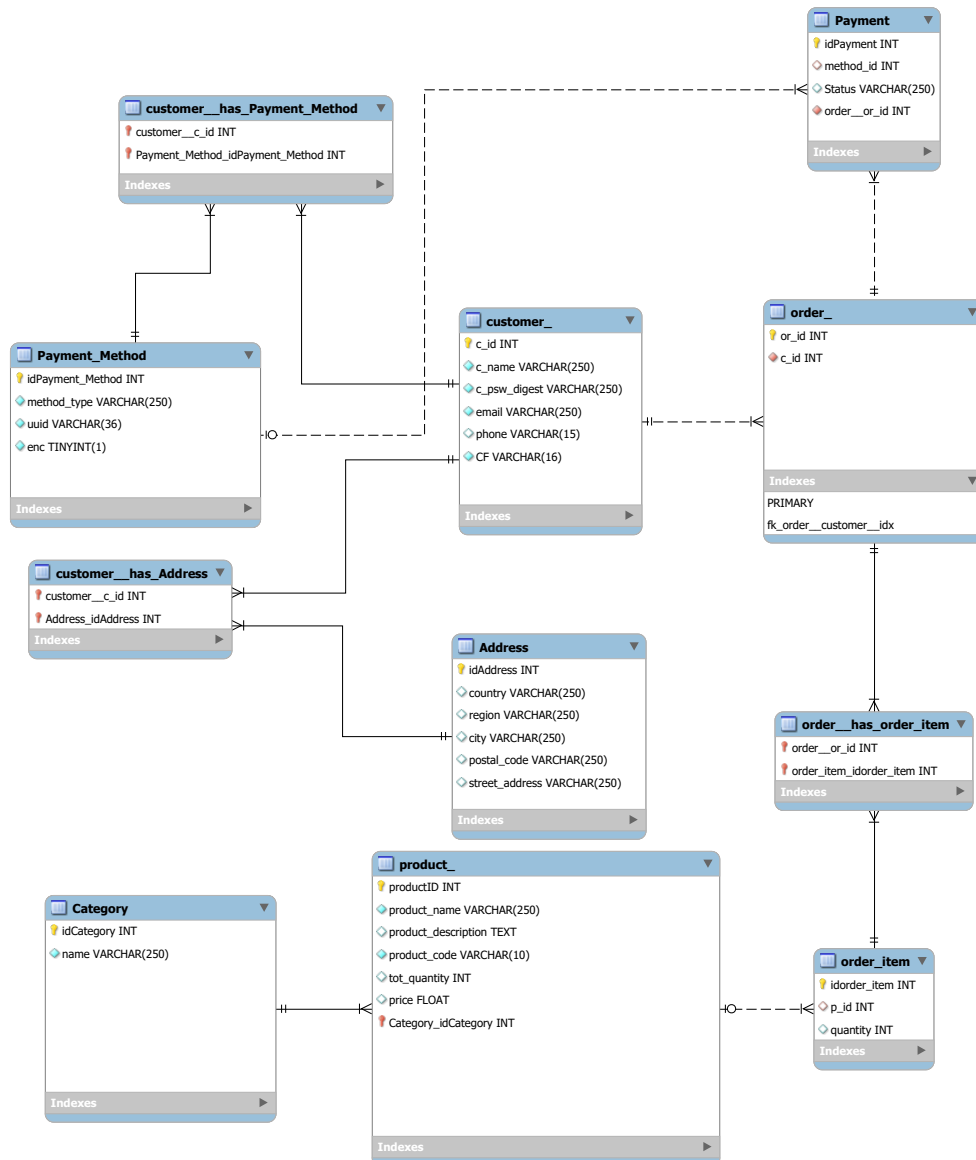 Payment
idPayment INT
method_id INT
Status VARCHAR(250)
order__or_id INT
Indexes
customer__has_Payment_Method
customer__c_id INT
Payment_Method_idPayment_Method INT
Indexes
customer_
c_id INT
c_name VARCHAR(250)
c_psw_digest VARCHAR(250)
email VARCHAR(250)
phone VARCHAR(15)
CF VARCHAR(16)
Indexes
order_
or_id INT
c_id INT
Indexes
PRIMARY
fk_order__customer__idx
Payment_Method
idPayment_Method INT
method_type VARCHAR(250)
uuid VARCHAR(36)
enc TINYINT(1)
Indexes
customer__has_Address
customer__c_id INT
Address_idAddress INT
Indexes
Address
idAddress INT
country VARCHAR(250)
region VARCHAR(250)
city VARCHAR(250)
postal_code VARCHAR(250)
street_address VARCHAR(250)
Indexes
order__has_order_item
order__or_id INT
order_item_idorder_item INT
Indexes
product_
productID INT
product_name VARCHAR(250)
product_description TEXT
product_code VARCHAR(10)
tot_quantity INT
price FLOAT
Category_idCategory INT
Indexes
Category
idCategory INT
name VARCHAR(250)
Indexes
order_item
idorder_item INT
p_id INT
quantity INT
Indexes